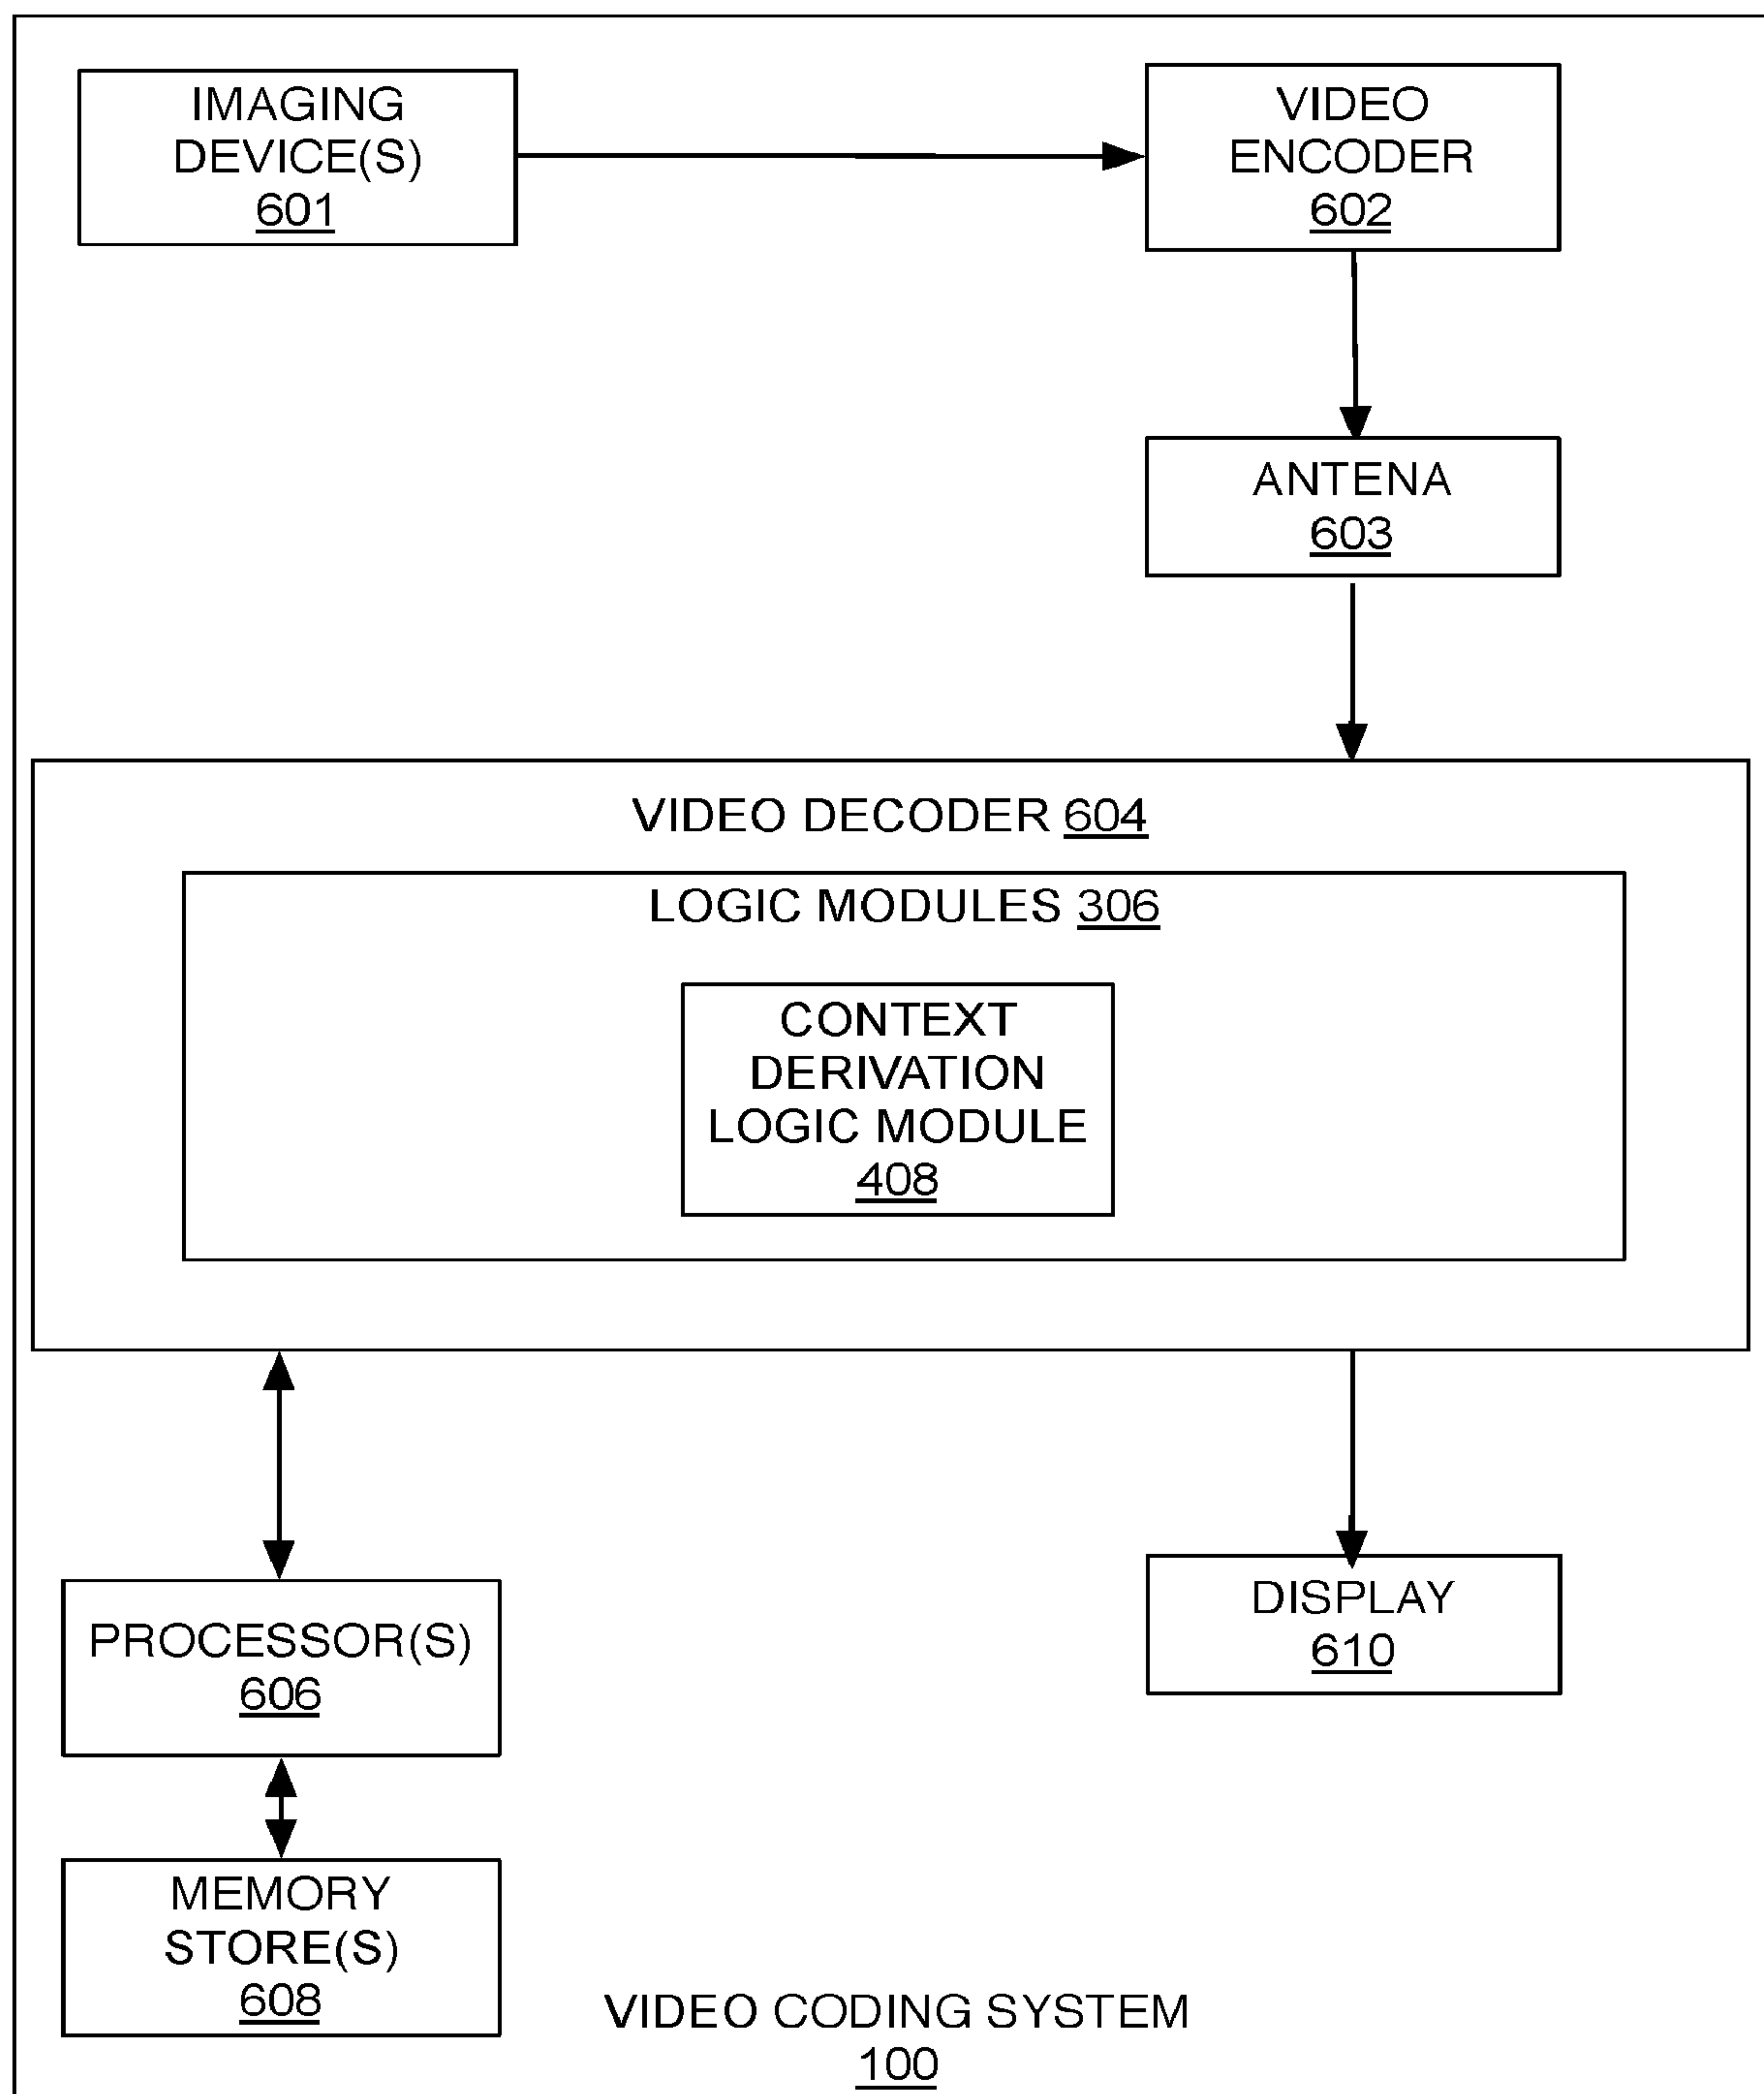 IMAGING
DEVICE(S)
601
VIDEO
ENCODER
602
ANTENA
603
VIDEO DECODER 604
LOGIC MODULES 306
CONTEXT
DERIVATION
LOGIC MODULE
408
PROCESSOR(S)
606
DISPLAY
610
MEMORY
STORE(S)
608
VIDEO CODING SYSTEM
100